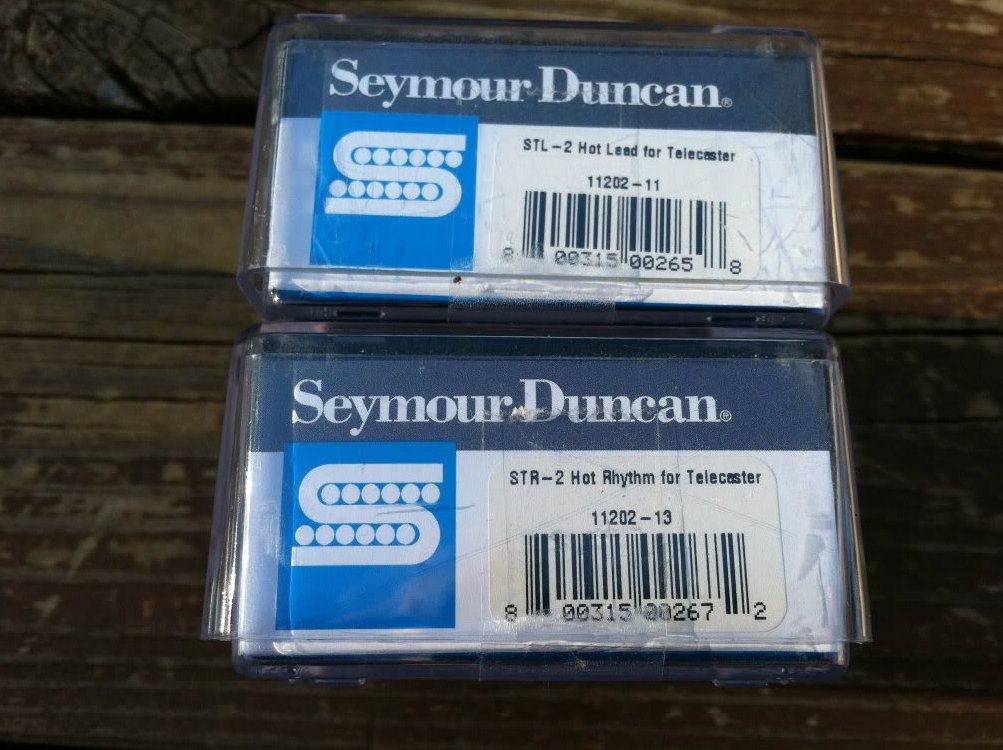 Seymour Duncan®
STL-2 Hot Lead for Telecaster
11202-11
8 00315 00265 8
Seymour Duncan®
STR-2 Hot Rhythm for Telecaster
11202-13
8 00315 00267 2